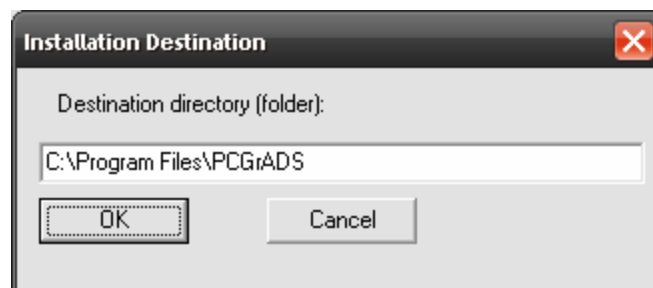 Installation Destination
Destination directory (folder):
C:\Program Files\PCGrADS
OK Cancel